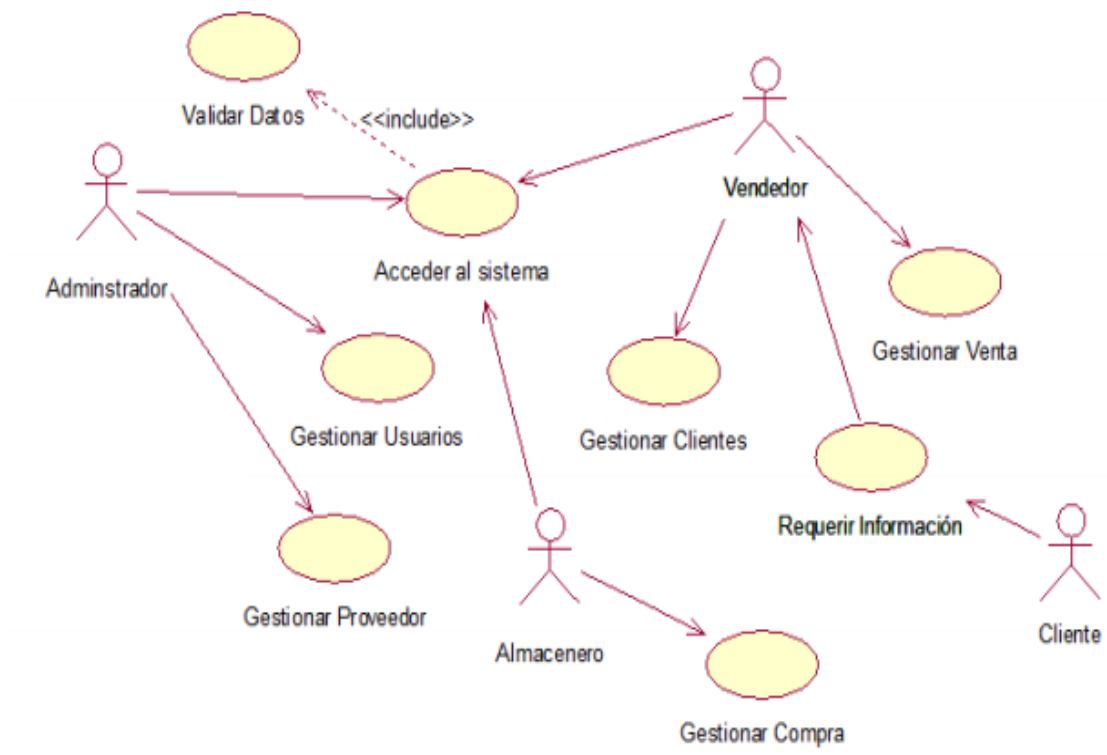 Validar Datos
<<include>>
Vendedor
Acceder al sistema
Adminstrador
Gestionar Venta
Gestionar Usuarios
Gestionar Clientes
Requerir Información
Gestionar Proveedor
Almacenero
Cliente
Gestionar Compra